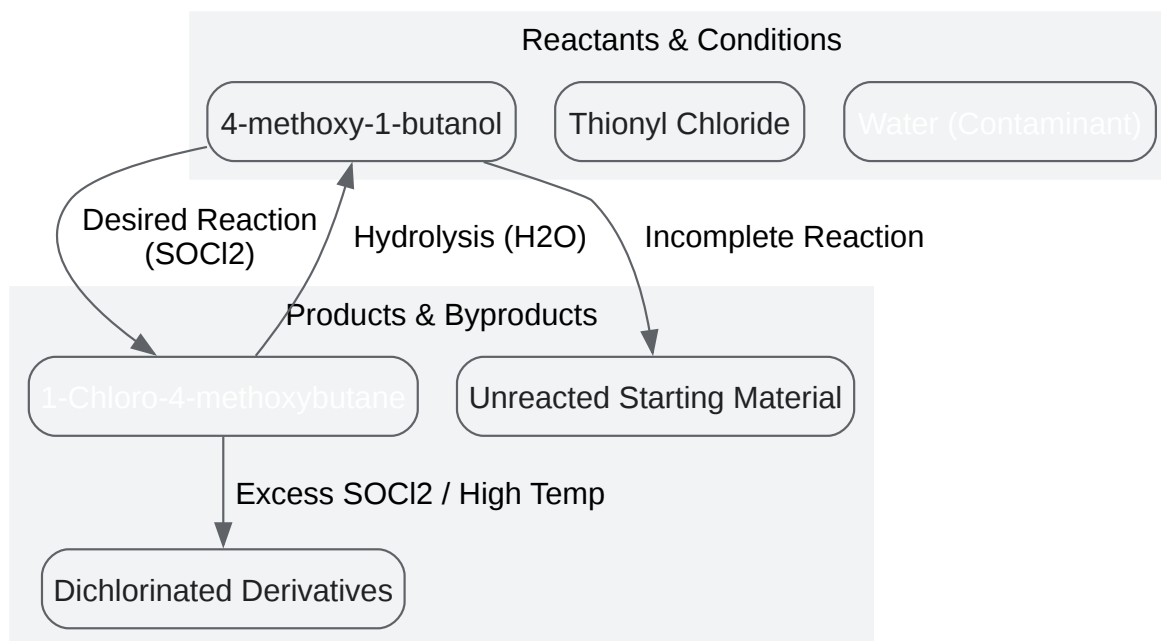 Reactants & Conditions
4-methoxy-1-butanol
Thionyl Chloride
Water (Contaminant)
Desired Reaction
(SOCl2)
Hydrolysis (H2O)
Incomplete Reaction
Products & Byproducts
1-Chloro-4-methoxybutane
Unreacted Starting Material
Excess SOCl2 / High Temp
Dichlorinated Derivatives